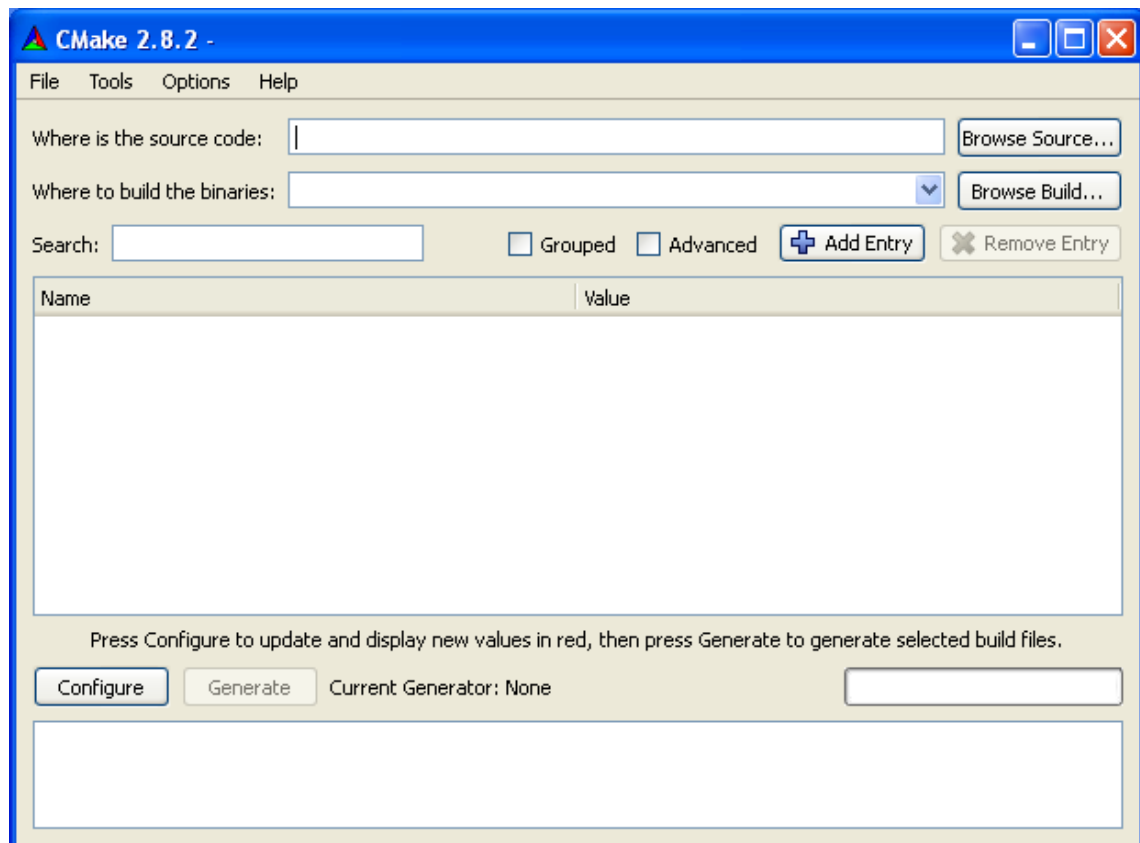 CMake 2.8.2 -
File Tools Options Help
Where is the source code: Browse Source...
Where to build the binaries: Browse Build...
Search: Grouped Advanced Add Entry Remove Entry
Name Value
Press Configure to update and display new values in red, then press Generate to generate selected build files.
Configure Generate Current Generator: None